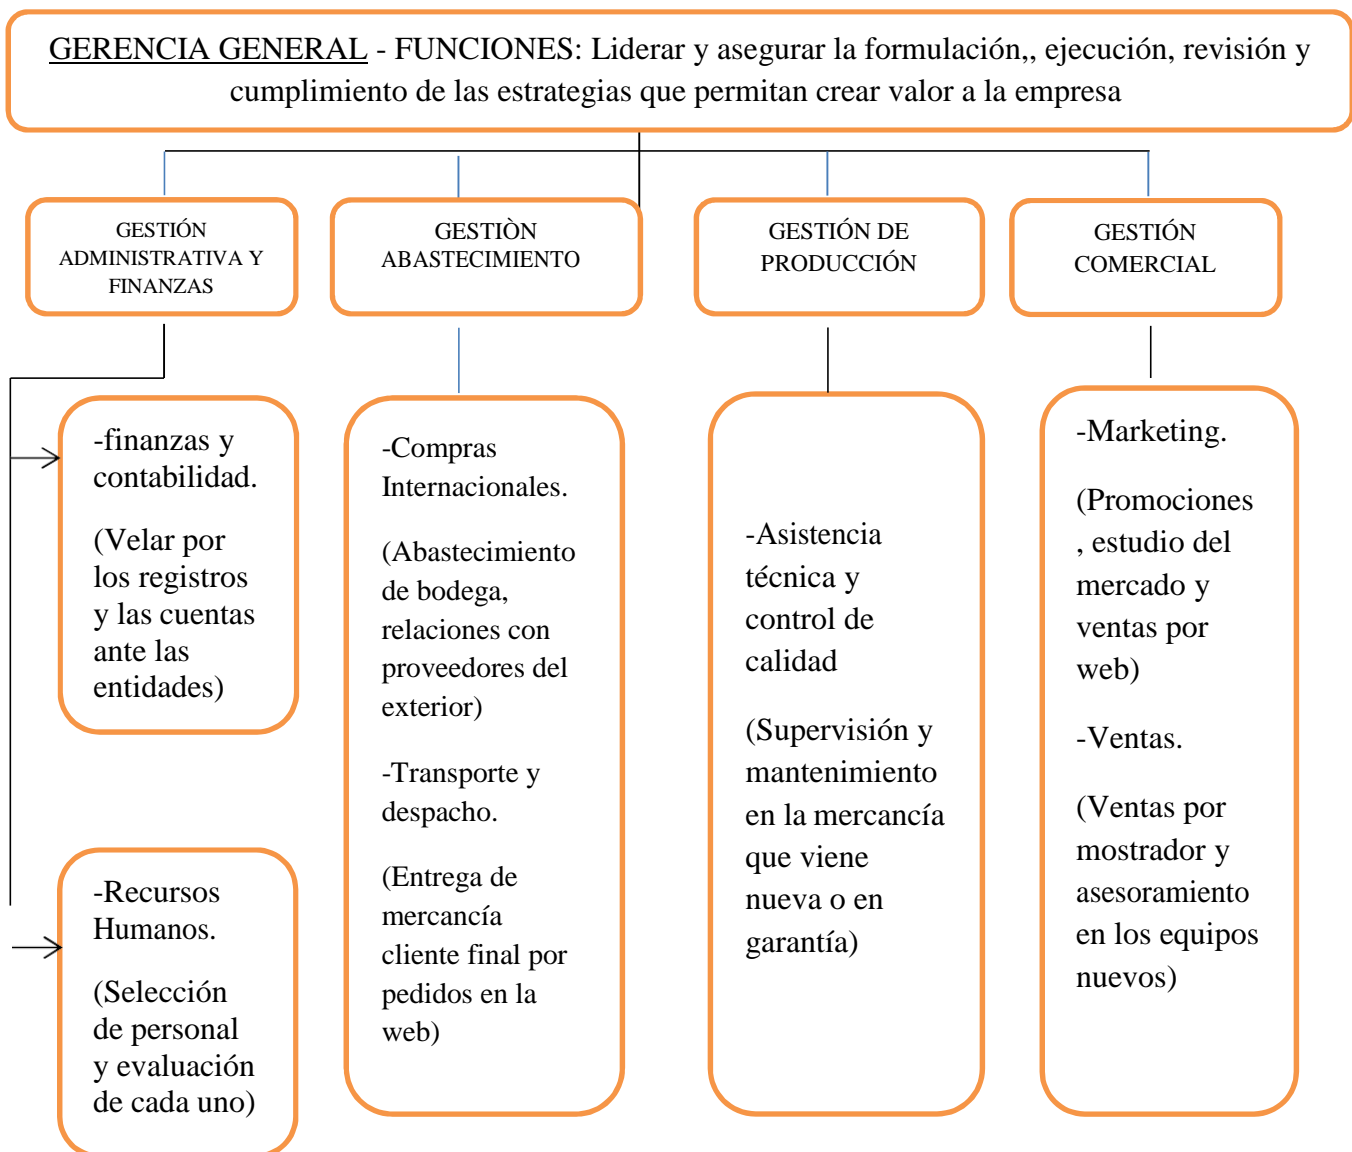 GERENCIA GENERAL - FUNCIONES: Liderar y asegurar la formulación,, ejecución, revisión y
cumplimiento de las estrategias que permitan crear valor a la empresa
GESTIÓN
ADMINISTRATIVA Y
FINANZAS
GESTIÒN
ABASTECIMIENTO
GESTIÓN DE
PRODUCCIÓN
GESTIÓN
COMERCIAL
-finanzas y
contabilidad.
(Velar por
los registros
y las cuentas
ante las
entidades)
-Recursos
Humanos.
(Selección
de personal
y evaluación
de cada uno)
-Compras
Internacionales.
(Abastecimiento
de bodega,
relaciones con
proveedores del
exterior)
-Transporte y
despacho.
(Entrega de
mercancía
cliente final por
pedidos en la
web)
-Asistencia
técnica y
control de
calidad
(Supervisión y
mantenimiento
en la mercancía
que viene
nueva o en
garantía)
-Marketing.
(Promociones
, estudio del
mercado y
ventas por
web)
-Ventas.
(Ventas por
mostrador y
asesoramiento
en los equipos
nuevos)